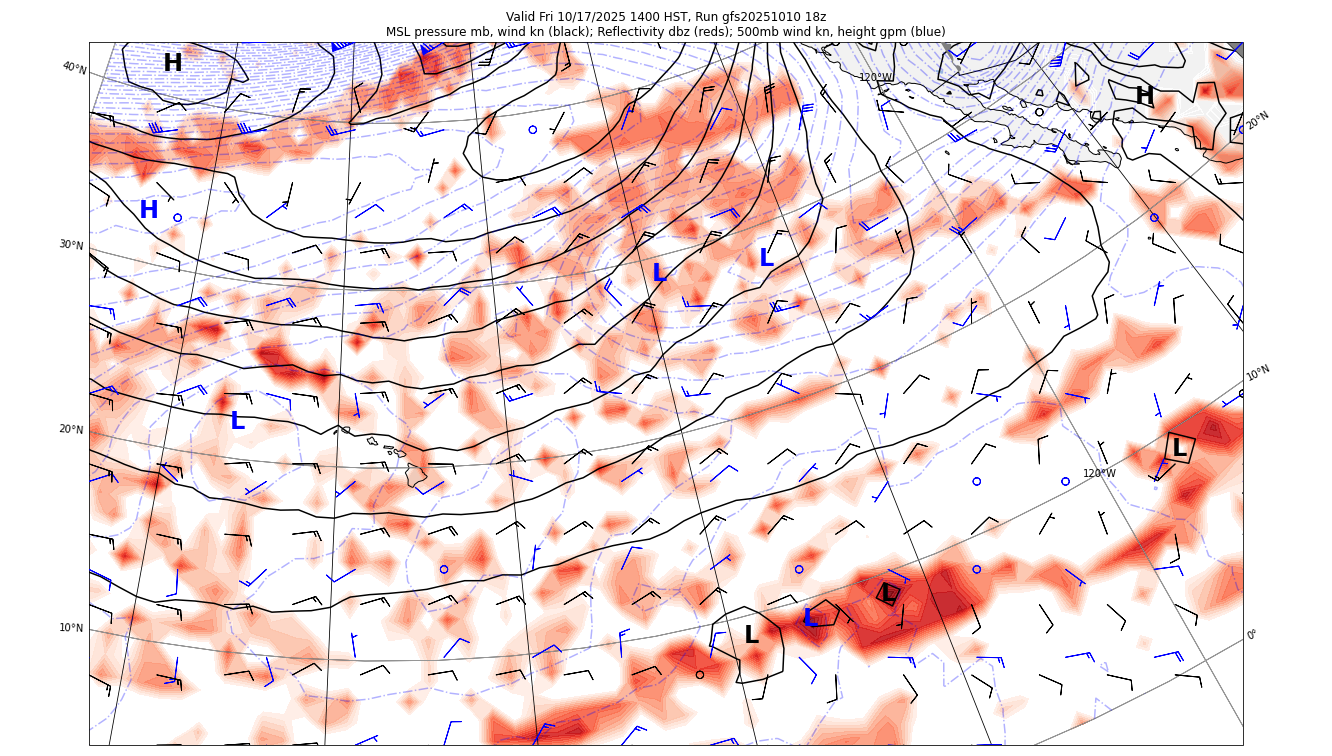 Valid Fri 10/17/2025 1400 HST, Run gfs20251010 18z
MSL pressure mb, wind kn (black); Reflectivity dbz (reds); 500mb wind kn, height gpm (blue)
H
40°N
120°W
H
20°N
H
30°N
L
L
10°N
L
20°N
L
120°W
L
10°N
L
L
0°